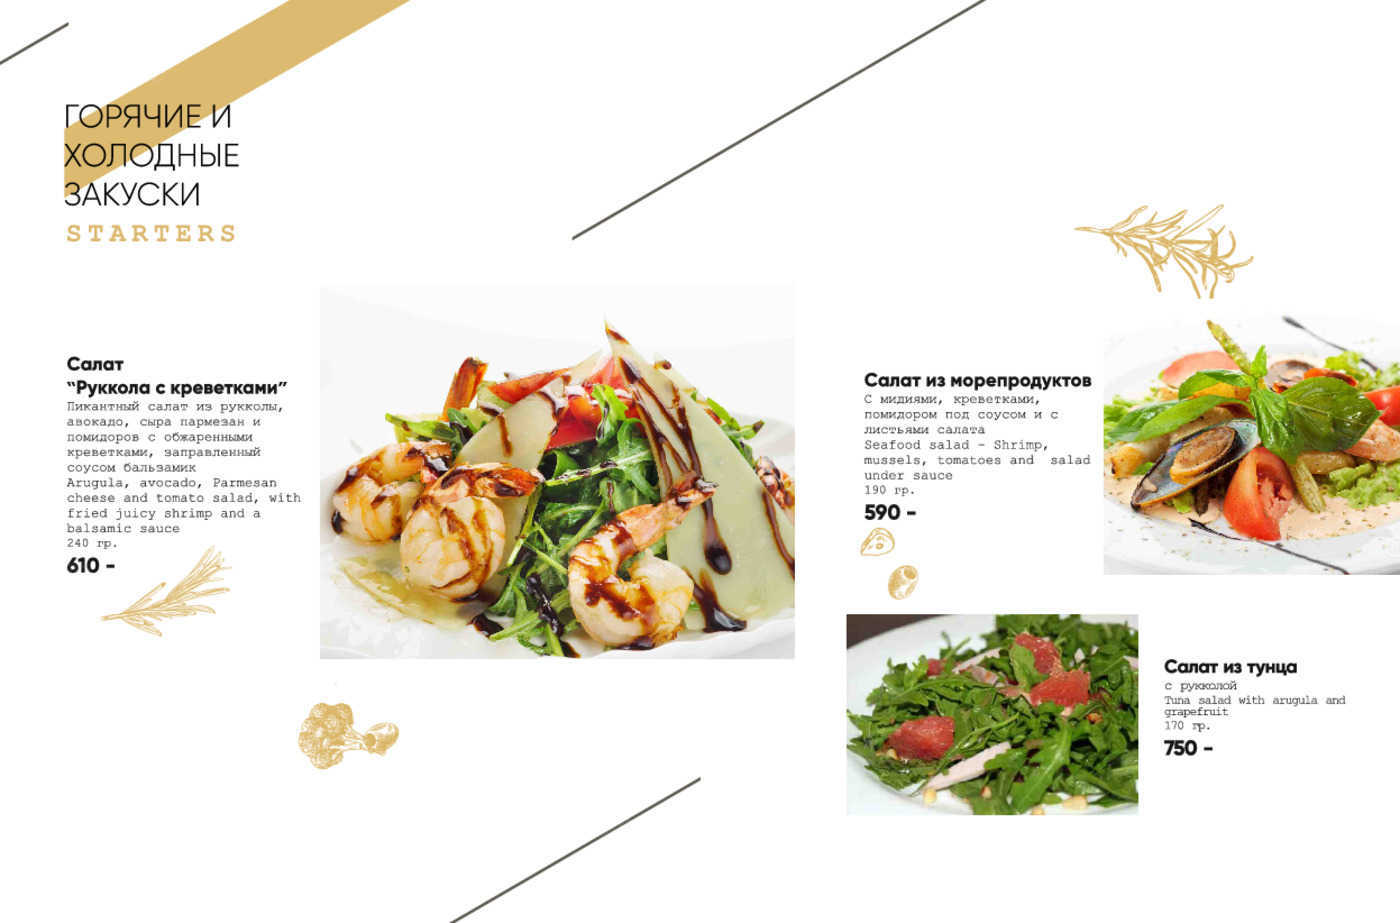 ГОРЯЧИЕ И
ХОЛОДНЫЕ
ЗАКУСКИ
STARTERS
Салат
“Руккола с креветками”
Пикантный салат из рукколы,
авокадо, сыра пармезан и
помидоров с обжаренными
креветками, заправленный
соусом бальзамик
Arugula, avocado, Parmesan
cheese and tomato salad, with
fried juicy shrimp and a
balsamic sauce
240 гр.
610 -
Салат из морепродуктов
С мидиями, креветками,
помидором под соусом и с
листьями салата
Seafood salad - Shrimp,
mussels, tomatoes and salad
under sauce
190 гр.
590 -
Салат из тунца
с рукколой
Tuna salad with arugula and
grapefruit
170 гр.
750 -